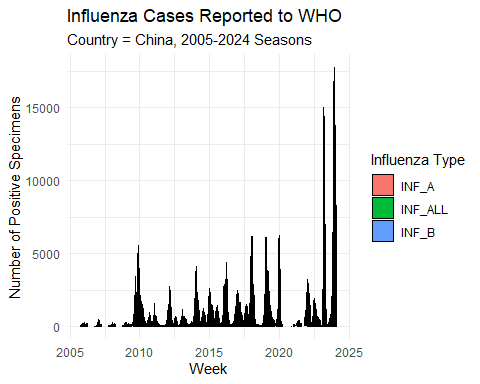 Influenza Cases Reported to WHO
Country = China, 2005-2024 Seasons
Number of Positive Specimens
15000
10000
5000
0
2005 2010 2015 2020 2025
Week
Influenza Type
INF_A
INF_ALL
INF_B